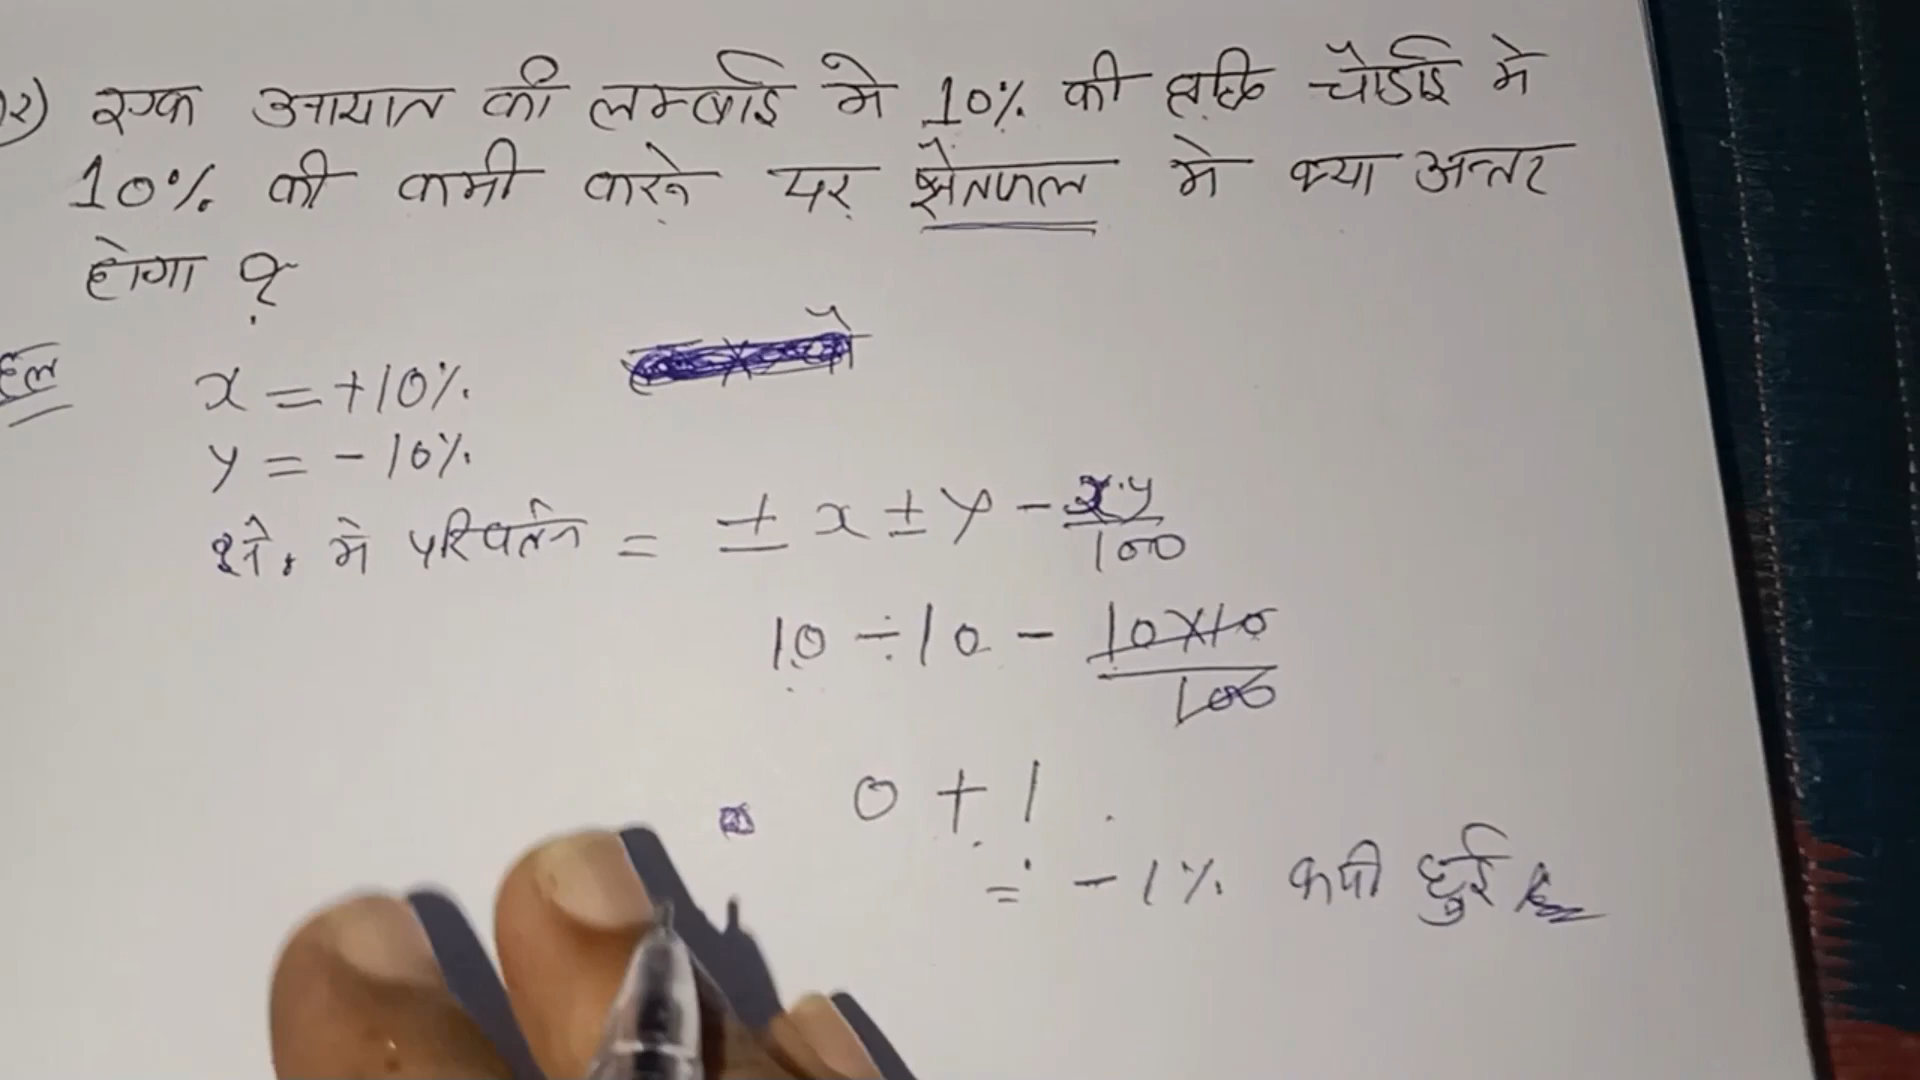 २) एक आयात की लम्बाई मे 10% की वृद्धि चौडाई मे
10% की कमी करने पर क्षेत्रफल मे क्या अन्तर
होगा ?
हल
x = +10%
y = - 10%
क्षे. मे परिवर्तन = ± x ± y - x.y/100
10 ÷ 10 - 10×10/100
0 + 1
= - 1% कमी हुई